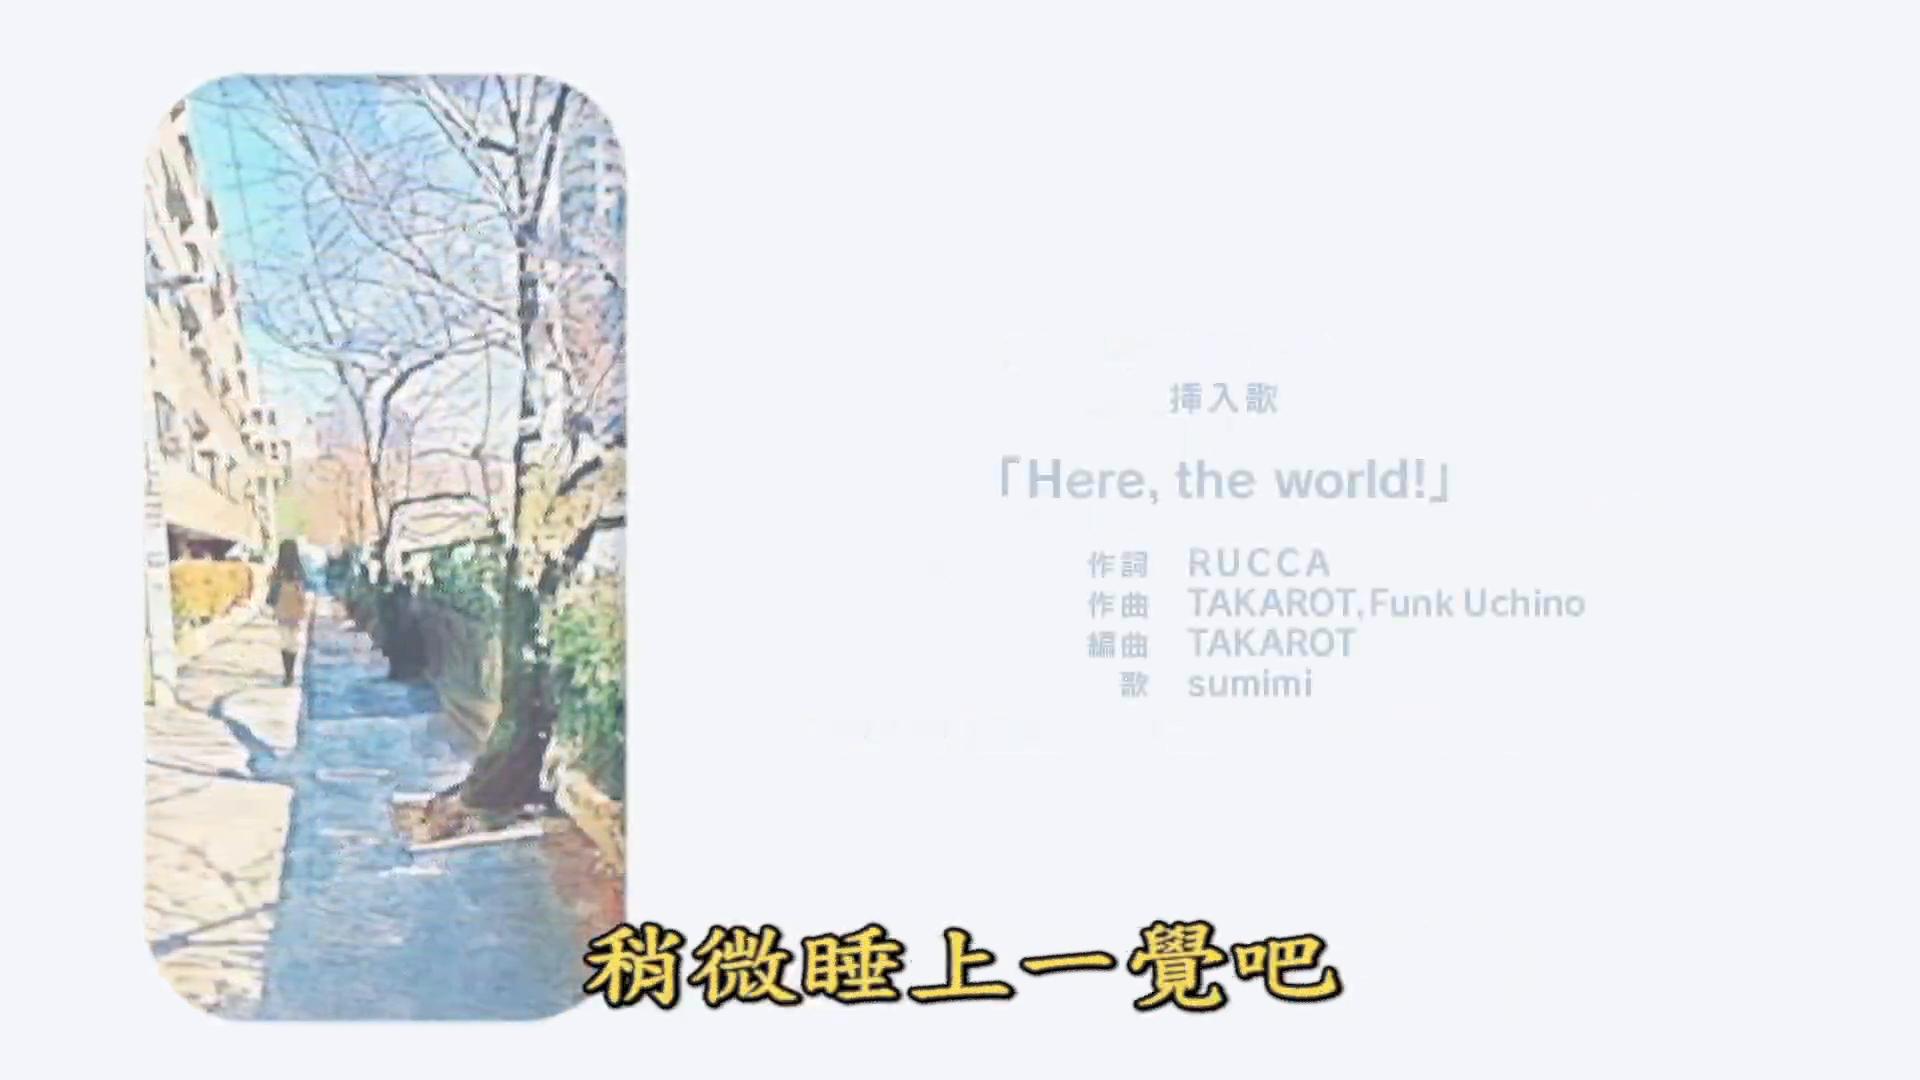 挿入歌
「Here, the world!」
作詞 RUCCA
作曲 TAKAROT,Funk Uchino
編曲 TAKAROT
歌 sumimi
稍微睡上一覺吧